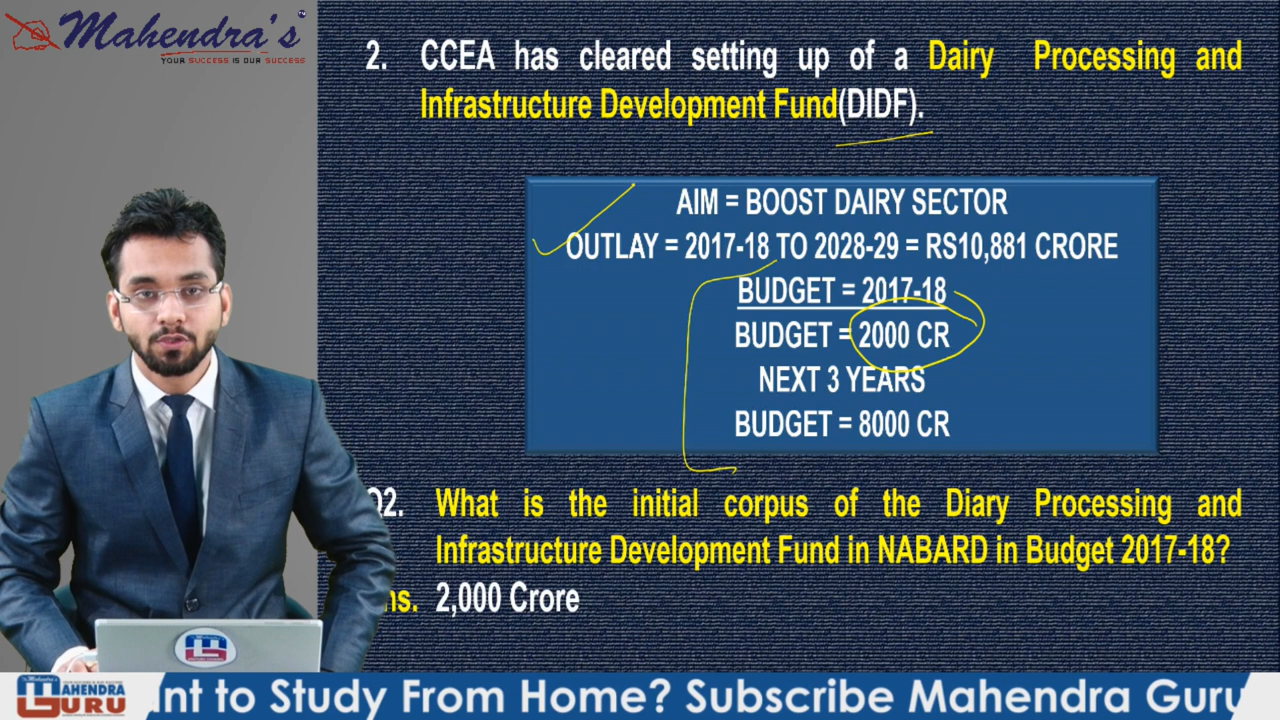 Mahendra's
YOUR SUCCESS IS OUR SUCCESS
2. CCEA has cleared setting up of a Dairy Processing and
Infrastructure Development Fund(DIDF).
AIM = BOOST DAIRY SECTOR
OUTLAY = 2017-18 TO 2028-29 = RS10,881 CRORE
BUDGET = 2017-18
BUDGET = 2000 CR
NEXT 3 YEARS
BUDGET = 8000 CR
Q2. What is the initial corpus of the Diary Processing and
Infrastructure Development Fund in NABARD in Budget 2017-18?
ns. 2,000 Crore
MAHENDRA
GURU
nt to Study From Home? Subscribe Mahendra Guru